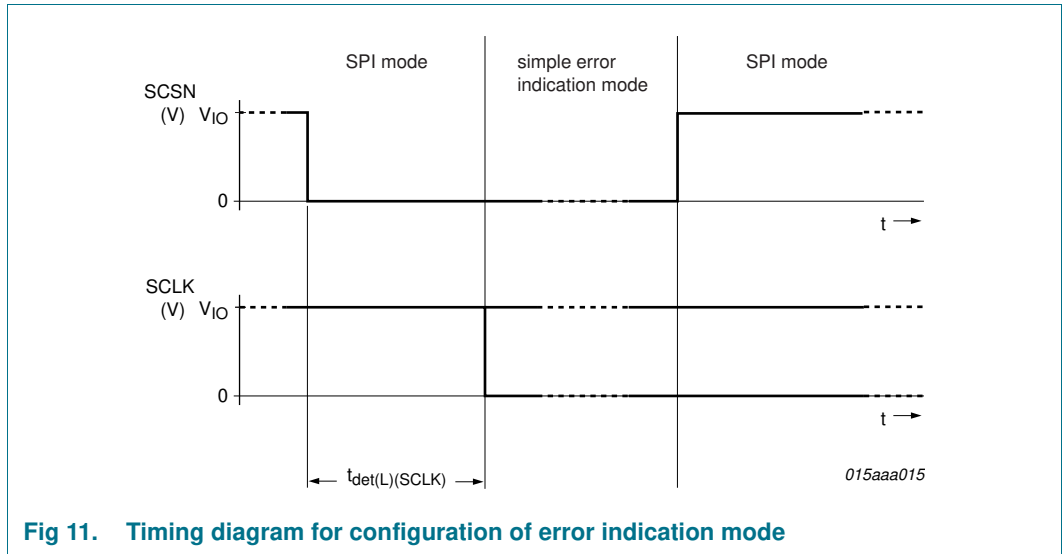 SPI mode
simple error
indication mode
SPI mode
SCSN
(V) VIO
0
t
SCLK
(V) VIO
0
t
tdet(L)(SCLK)
015aaa015
Fig 11. Timing diagram for configuration of error indication mode